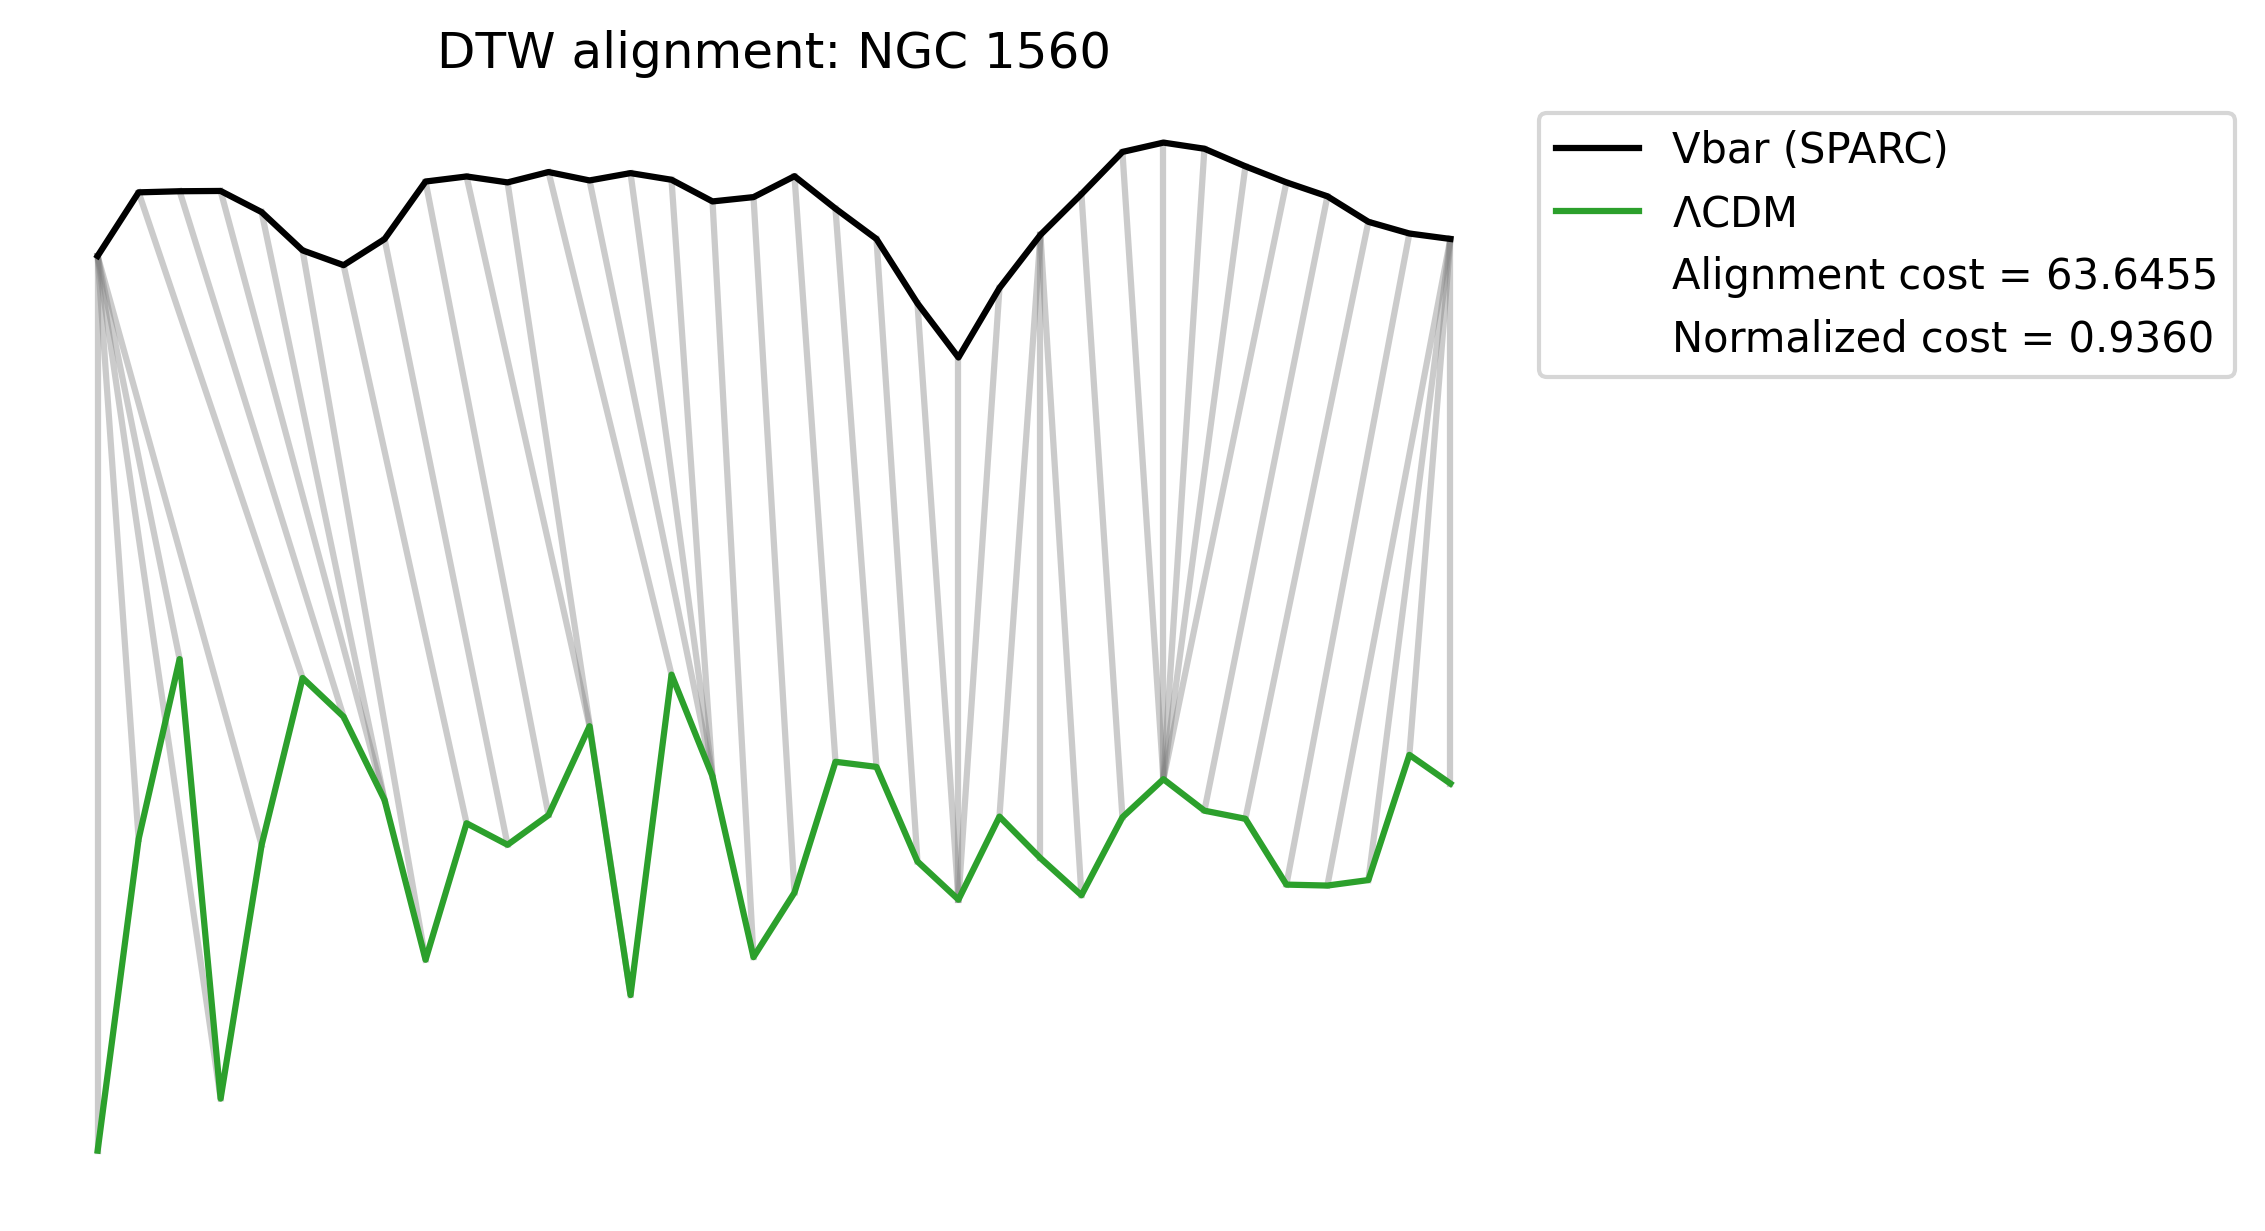 DTW alignment: NGC 1560
Vbar (SPARC)
ΛCDM
Alignment cost = 63.6455
Normalized cost = 0.9360